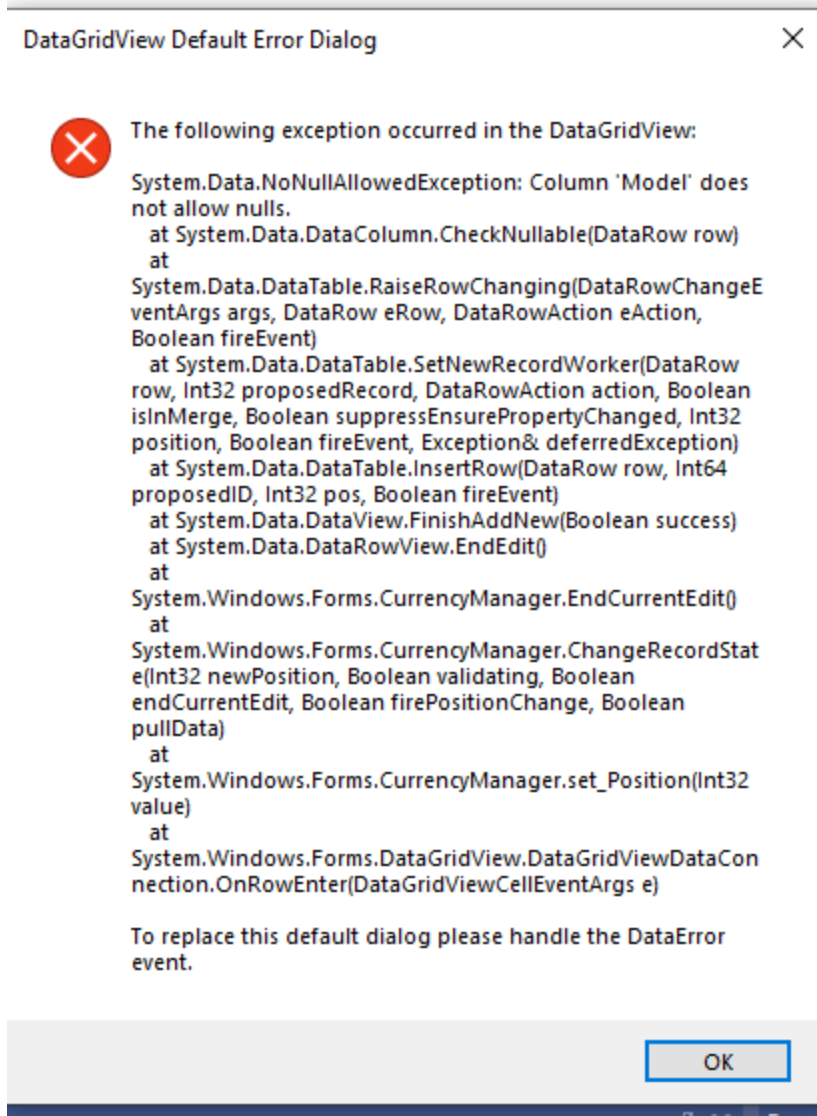 DataGridView Default Error Dialog
The following exception occurred in the DataGridView:
System.Data.NoNullAllowedException: Column 'Model' does
not allow nulls.
at System.Data.DataColumn.CheckNullable(DataRow row)
at
System.Data.DataTable.RaiseRowChanging(DataRowChangeE
ventArgs args, DataRow eRow, DataRowAction eAction,
Boolean fireEvent)
at System.Data.DataTable.SetNewRecordWorker(DataRow
row, Int32 proposedRecord, DataRowAction action, Boolean
isInMerge, Boolean suppressEnsurePropertyChanged, Int32
position, Boolean fireEvent, Exception& deferredException)
at System.Data.DataTable.InsertRow(DataRow row, Int64
proposedID, Int32 pos, Boolean fireEvent)
at System.Data.DataView.FinishAddNew(Boolean success)
at System.Data.DataRowView.EndEdit()
at
System.Windows.Forms.CurrencyManager.EndCurrentEdit()
at
System.Windows.Forms.CurrencyManager.ChangeRecordStat
e(Int32 newPosition, Boolean validating, Boolean
endCurrentEdit, Boolean firePositionChange, Boolean
pullData)
at
System.Windows.Forms.CurrencyManager.set_Position(Int32
value)
at
System.Windows.Forms.DataGridView.DataGridViewDataCon
nection.OnRowEnter(DataGridViewCellEventArgs e)
To replace this default dialog please handle the DataError
event.
OK